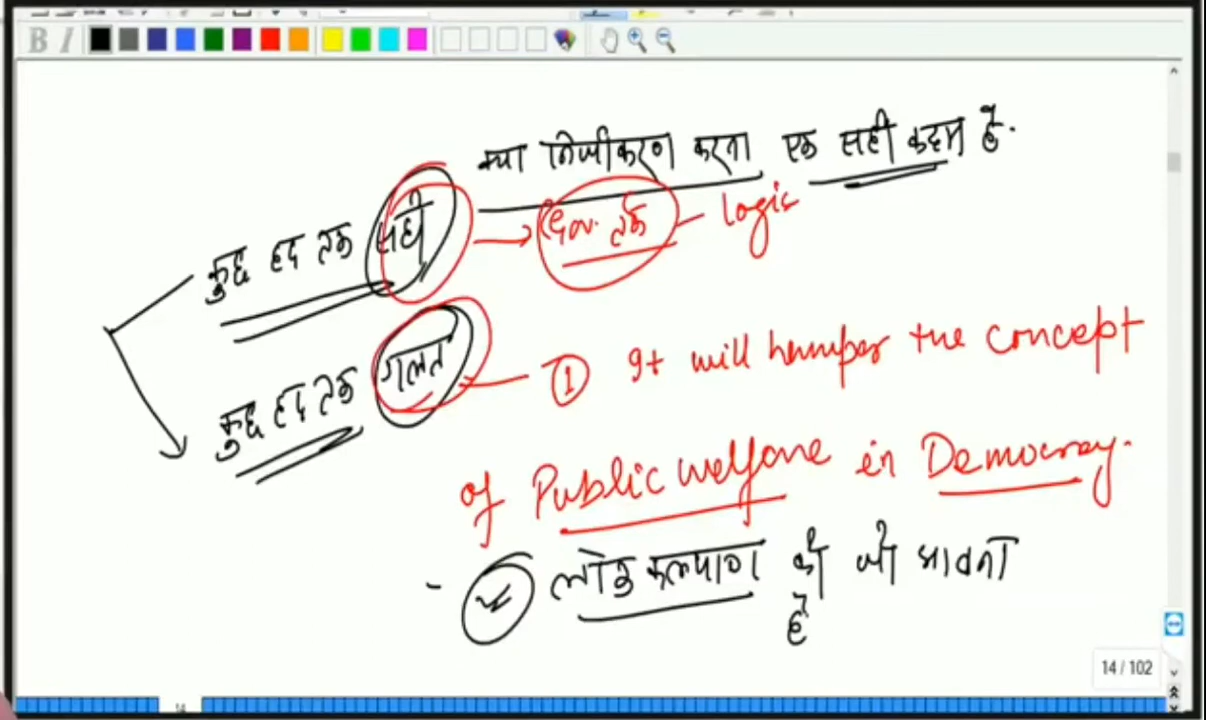 B I
क्या निजीकरण करना एक सही कदम है.
कुछ हद तक सही → Gov. तर्क - Logic
कुछ हद तक गलत - ① It will hamper the concept
of Public welfare in Democracy.
लोक कल्याण की जो भावना
है
14 / 102
14